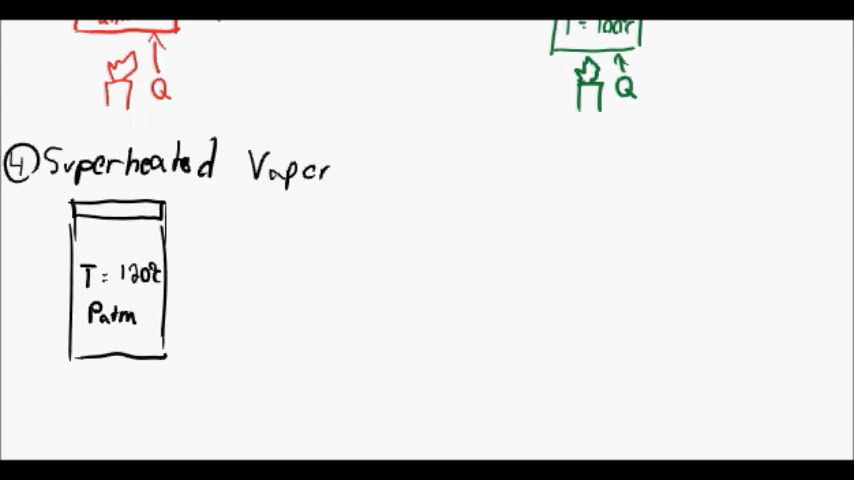 T = 100℃
Q
Q
④ Superheated Vapor
T = 120℃
Patm